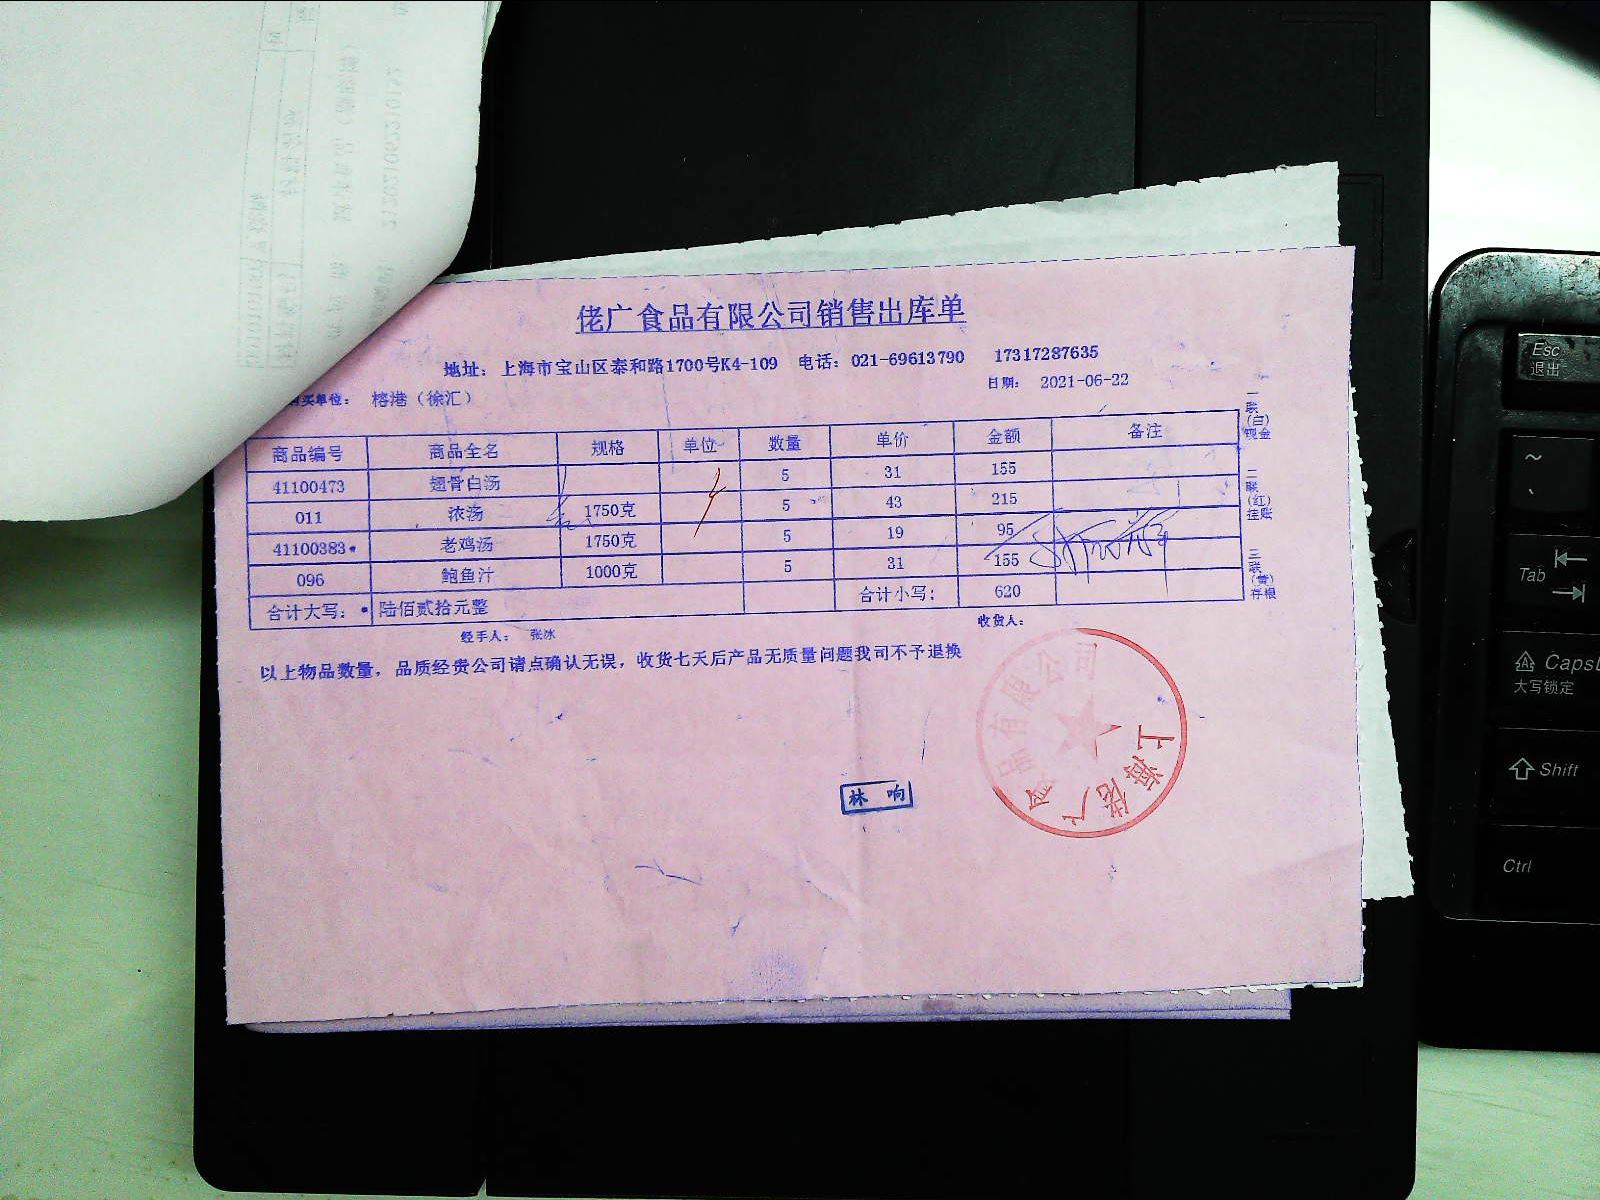 佬广食品有限公司销售出库单
地址：上海市宝山区泰和路1700号K4-109 电话：021-69613790 17317287635
买单位： 榕港（徐汇） 日期： 2021-06-22
商品编号 商品全名 规格 单位 数量 单价 金额 备注
41100473 翅骨白汤 5 31 155
011 浓汤 1750克 5 43 215
41100383 老鸡汤 1750克 5 19 95
096 鲍鱼汁 1000克 5 31 155
合计大写： 陆佰贰拾元整 合计小写： 620
经手人： 张冰 收货人：
以上物品数量，品质经贵公司请点确认无误，收货七天后产品无质量问题我司不予退换
一联(白)现金
二联(红)挂账
三联(黄)存根
上海佬广食品有限公司
林响
Esc
退出
~
Tab
Caps
大写锁定
Shift
Ctrl